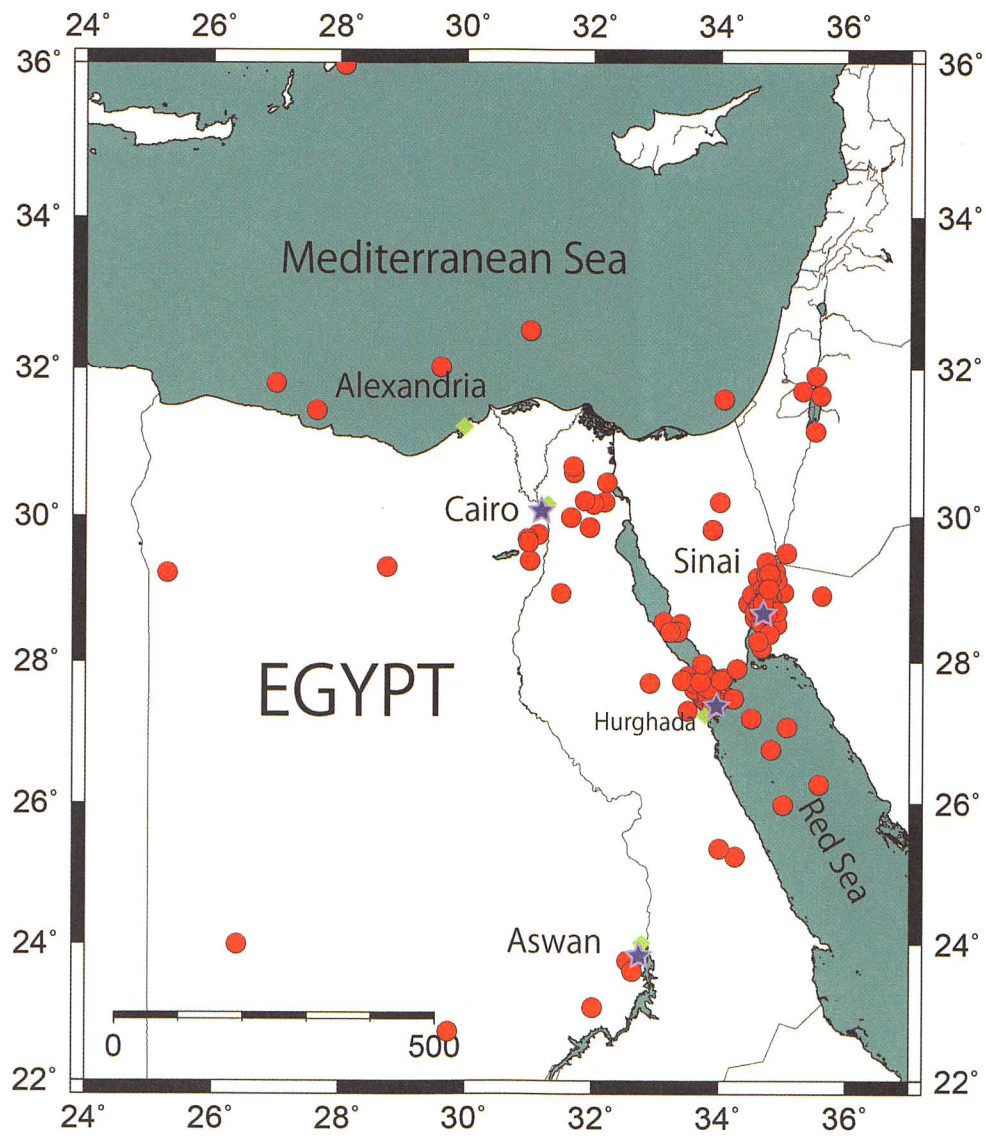 24° 26° 28° 30° 32° 34° 36°
36° 36°
34° 34°
Mediterranean Sea
32° 32°
Alexandria
30° Cairo 30°
Sinai
28° 28°
EGYPT
Hurghada
26° 26°
Red Sea
24° Aswan 24°
0 500
22° 22°
24° 26° 28° 30° 32° 34° 36°